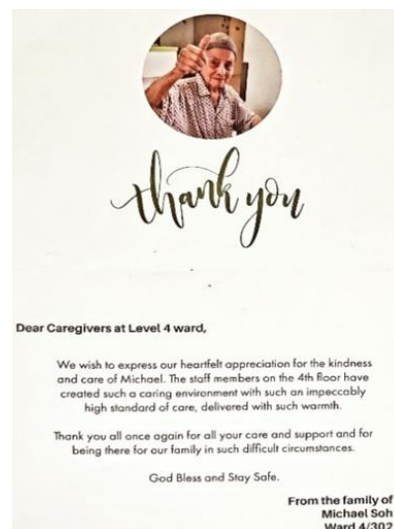 thank you
Dear Caregivers at Level 4 ward,
We wish to express our heartfelt appreciation for the kindness
and care of Michael. The staff members on the 4th floor have
created such a caring environment with such an impeccably
high standard of care, delivered with such warmth.
Thank you all once again for all your care and support and for
being there for our family in such difficult circumstances.
God Bless and Stay Safe.
From the family of
Michael Soh
Ward 4/302